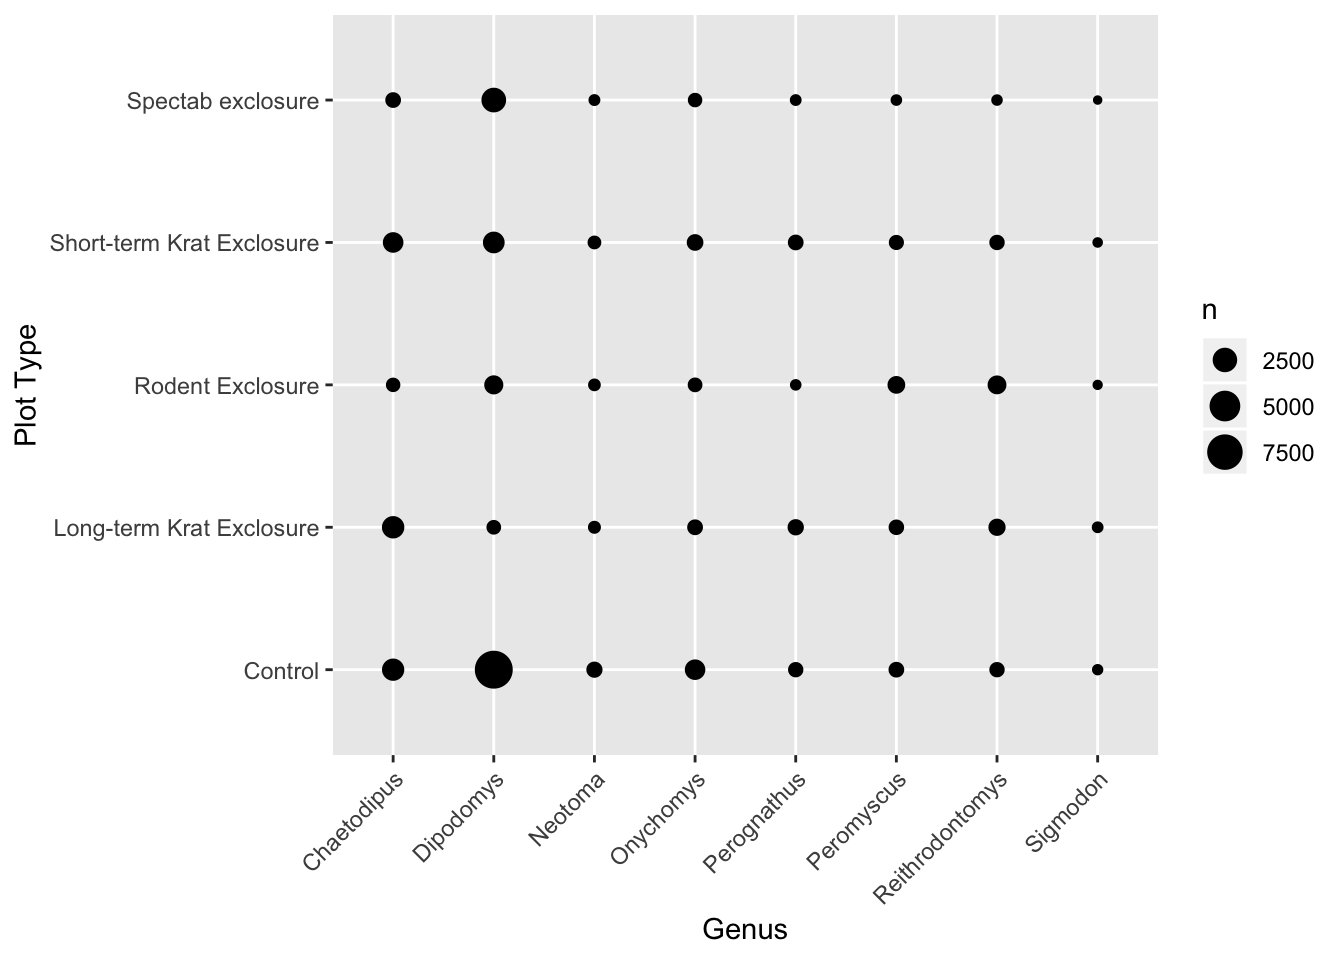 Plot Type
Spectab exclosure
Short-term Krat Exclosure
Rodent Exclosure
Long-term Krat Exclosure
Control
Chaetodipus
Dipodomys
Neotoma
Onychomys
Perognathus
Peromyscus
Reithrodontomys
Sigmodon
Genus
n
2500
5000
7500